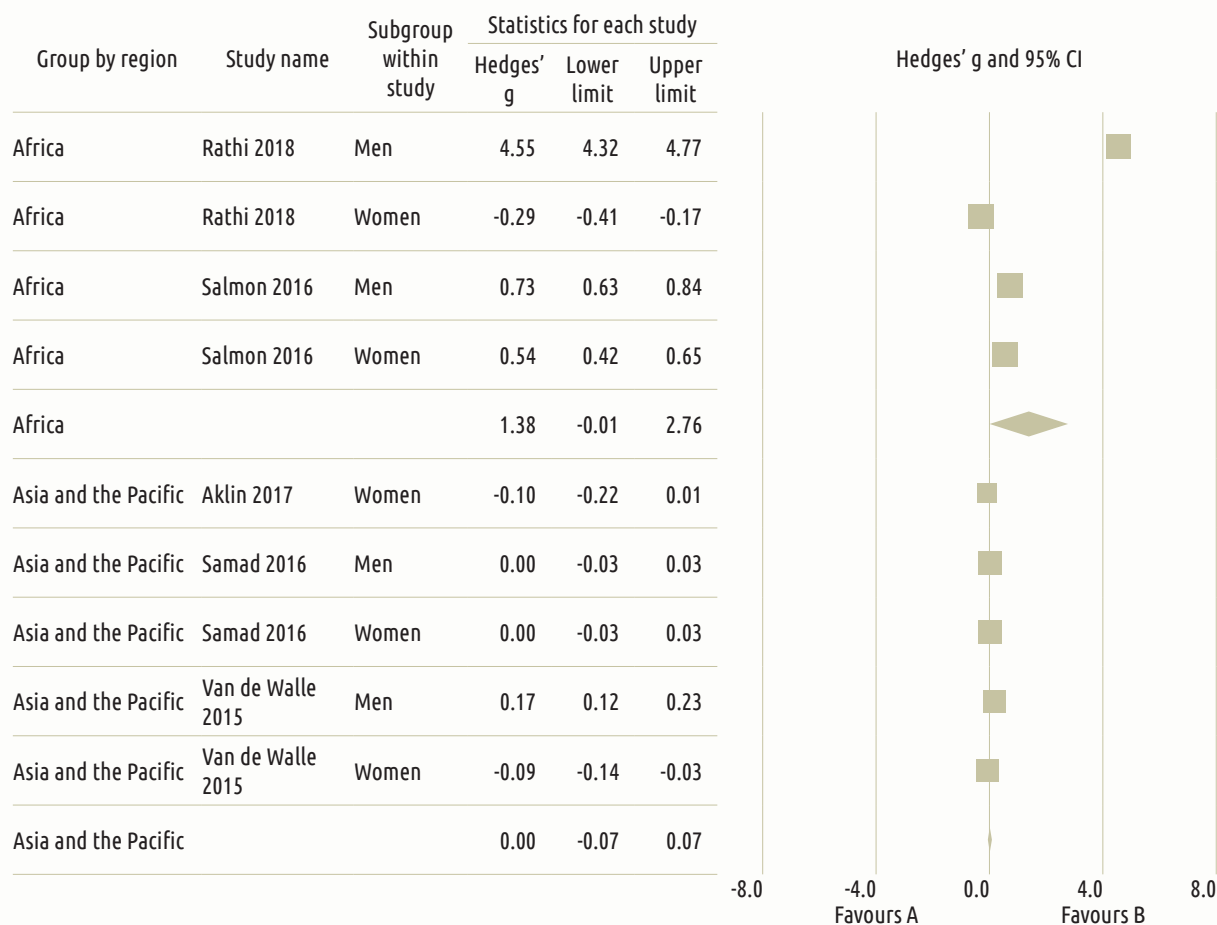 Group by region Study name Subgroup within study Statistics for each study Hedges' g and 95% CI
Hedges' g Lower limit Upper limit
Africa Rathi 2018 Men 4.55 4.32 4.77
Africa Rathi 2018 Women -0.29 -0.41 -0.17
Africa Salmon 2016 Men 0.73 0.63 0.84
Africa Salmon 2016 Women 0.54 0.42 0.65
Africa 1.38 -0.01 2.76
Asia and the Pacific Aklin 2017 Women -0.10 -0.22 0.01
Asia and the Pacific Samad 2016 Men 0.00 -0.03 0.03
Asia and the Pacific Samad 2016 Women 0.00 -0.03 0.03
Asia and the Pacific Van de Walle 2015 Men 0.17 0.12 0.23
Asia and the Pacific Van de Walle 2015 Women -0.09 -0.14 -0.03
Asia and the Pacific 0.00 -0.07 0.07
-8.0 -4.0 0.0 4.0 8.0
Favours A Favours B